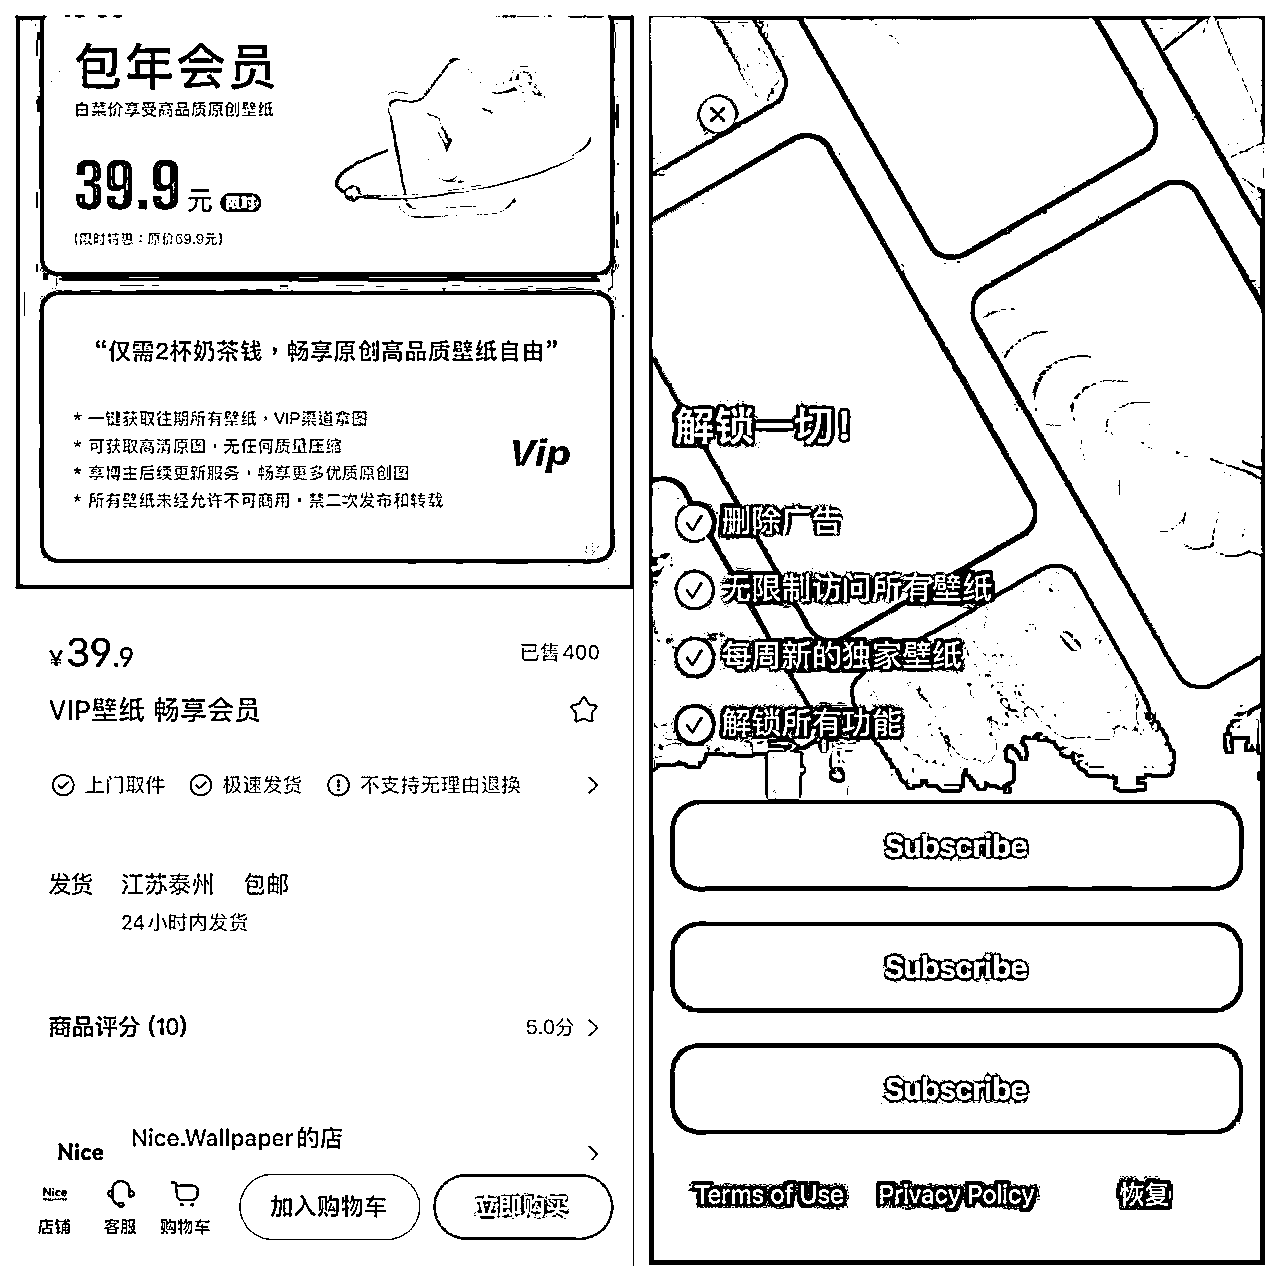 包年会员
白菜价享受高品质原创壁纸
39.9元 限时
(限时特惠：原价69.9元)
“仅需2杯奶茶钱，畅享原创高品质壁纸自由”
* 一键获取往期所有壁纸，VIP渠道拿图
* 可获取高清原图，无任何质量压缩
* 享博主后续更新服务，畅享更多优质原创图
* 所有壁纸未经允许不可商用，禁二次发布和转载
Vip
¥39.9
已售400
VIP壁纸 畅享会员
上门取件 极速发货 不支持无理由退换
发货 江苏泰州 包邮
24小时内发货
商品评分 (10)
5.0分
Nice
Nice.Wallpaper的店
Nice
店铺 客服 购物车 加入购物车 立即购买
解锁一切!
删除广告
无限制访问所有壁纸
每周新的独家壁纸
解锁所有功能
Subscribe
Subscribe
Subscribe
Terms of Use Privacy Policy 恢复